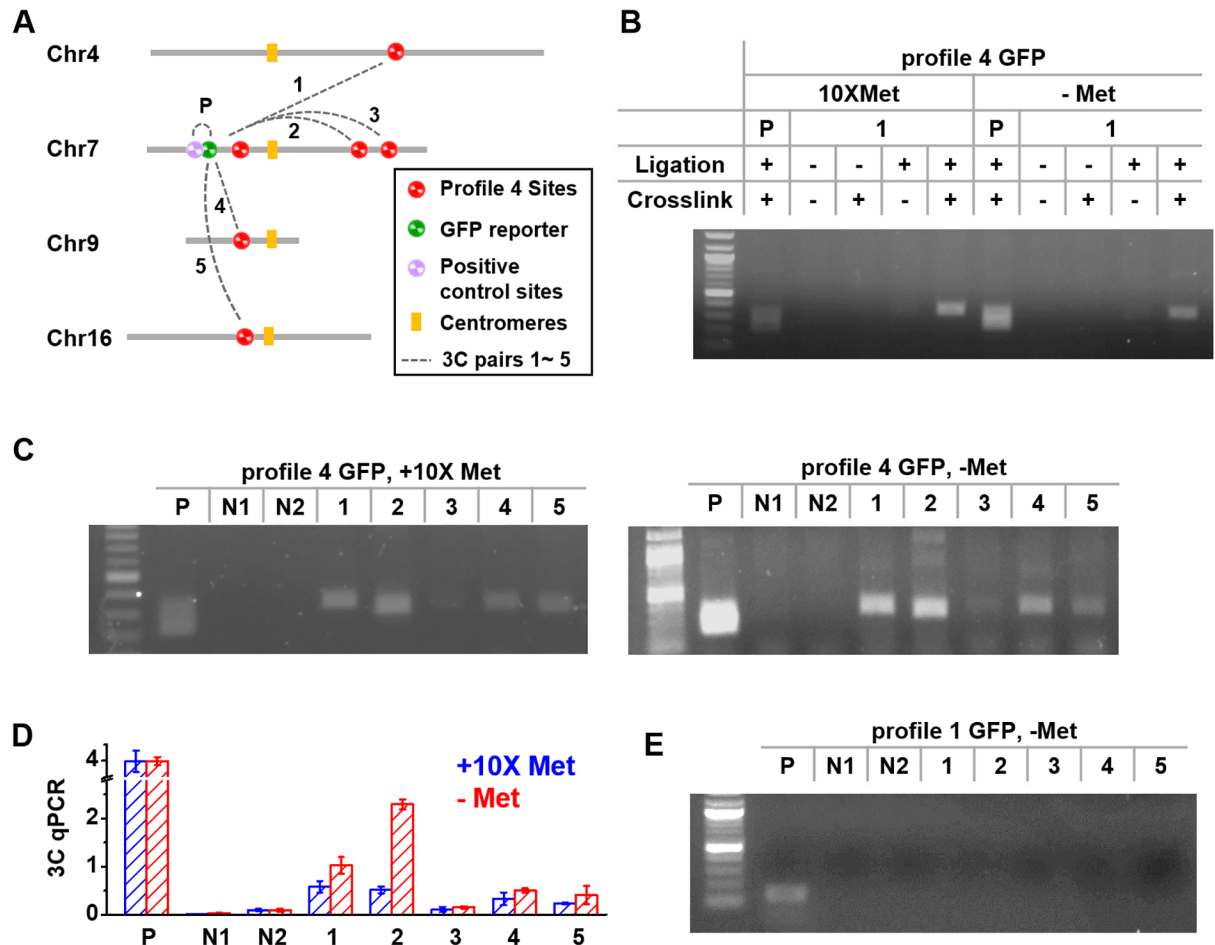 A
Chr4
1
P
2
3
Chr7
4
Chr9
5
Chr16
Profile 4 Sites
GFP reporter
Positive
control sites
Centromeres
3C pairs 1~ 5
B
profile 4 GFP
10XMet - Met
P 1 P 1
Ligation + - - + + + - - + +
Crosslink + - + - + + - + - +
C
profile 4 GFP, +10X Met
P N1 N2 1 2 3 4 5
profile 4 GFP, -Met
P N1 N2 1 2 3 4 5
D
3C qPCR
4
2
1
0
+10X Met
- Met
P N1 N2 1 2 3 4 5
E
profile 1 GFP, -Met
P N1 N2 1 2 3 4 5